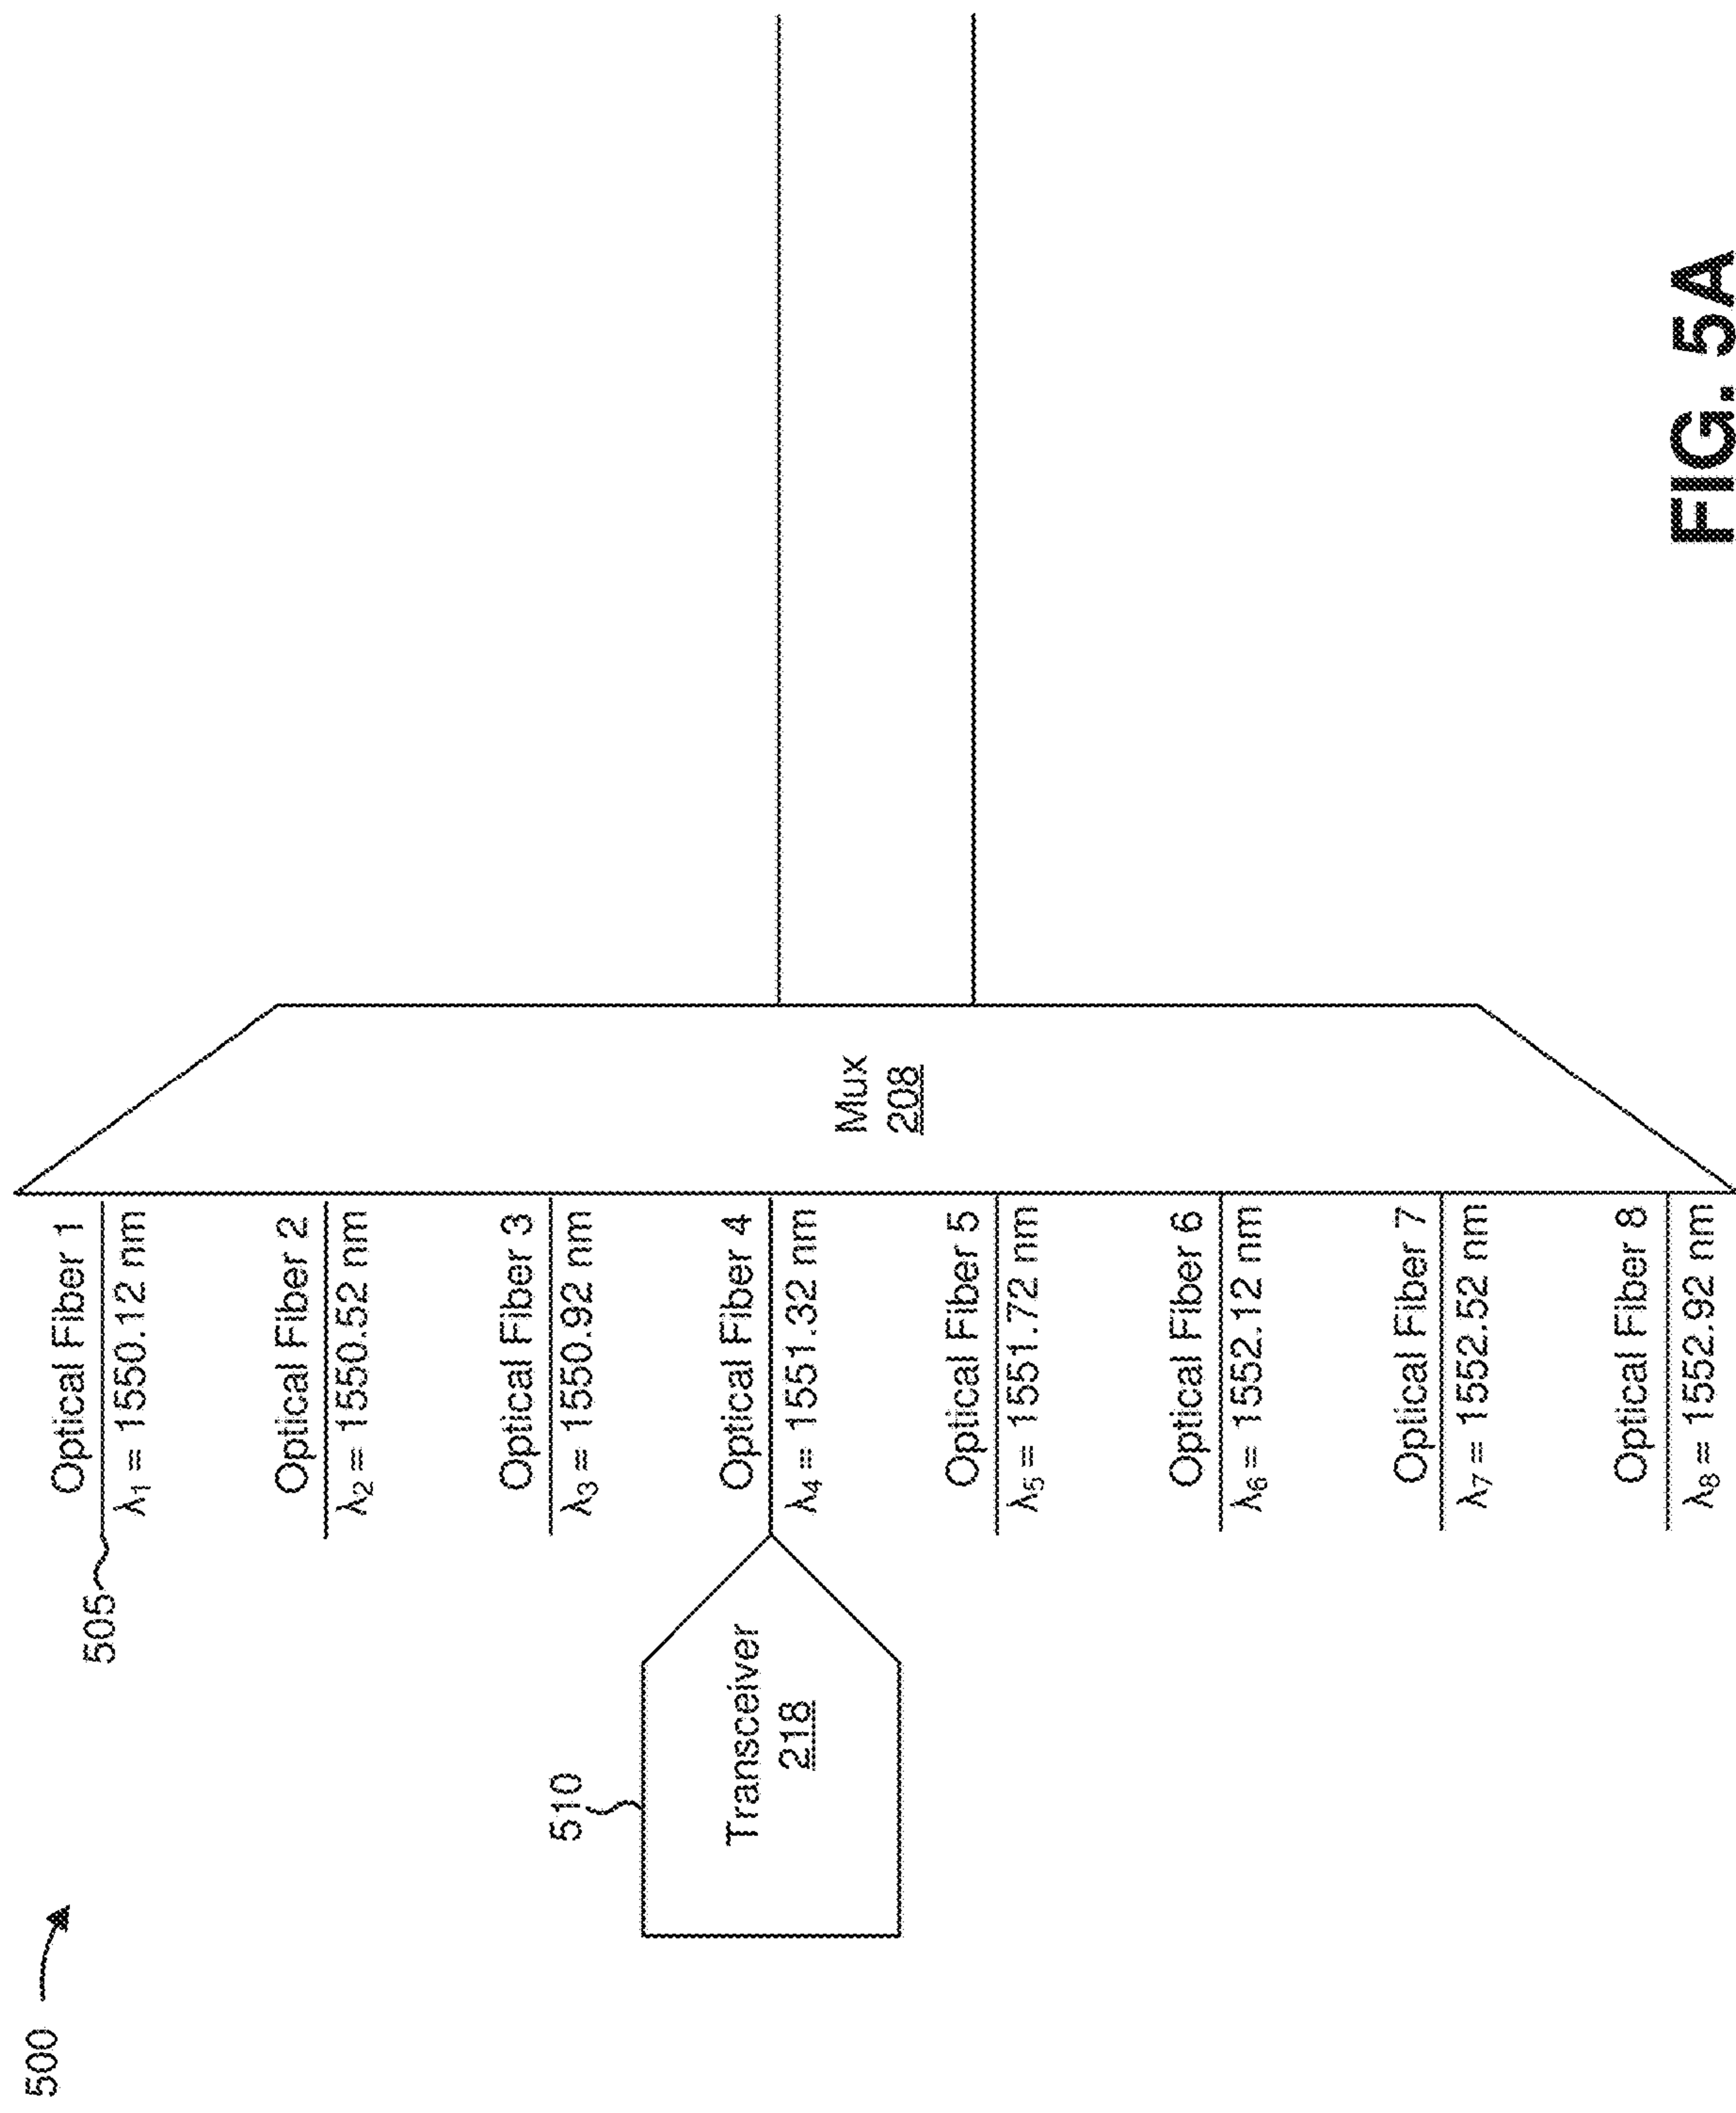 500
505
Optical Fiber 1
λ1 = 1550.12 nm
Optical Fiber 2
λ2 = 1550.52 nm
Optical Fiber 3
λ3 = 1550.92 nm
510
Transceiver
218
Optical Fiber 4
λ4 = 1551.32 nm
Mux
208
Optical Fiber 5
λ5 = 1551.72 nm
Optical Fiber 6
λ6 = 1552.12 nm
Optical Fiber 7
λ7 = 1552.52 nm
Optical Fiber 8
λ8 = 1552.92 nm
FIG. 5A